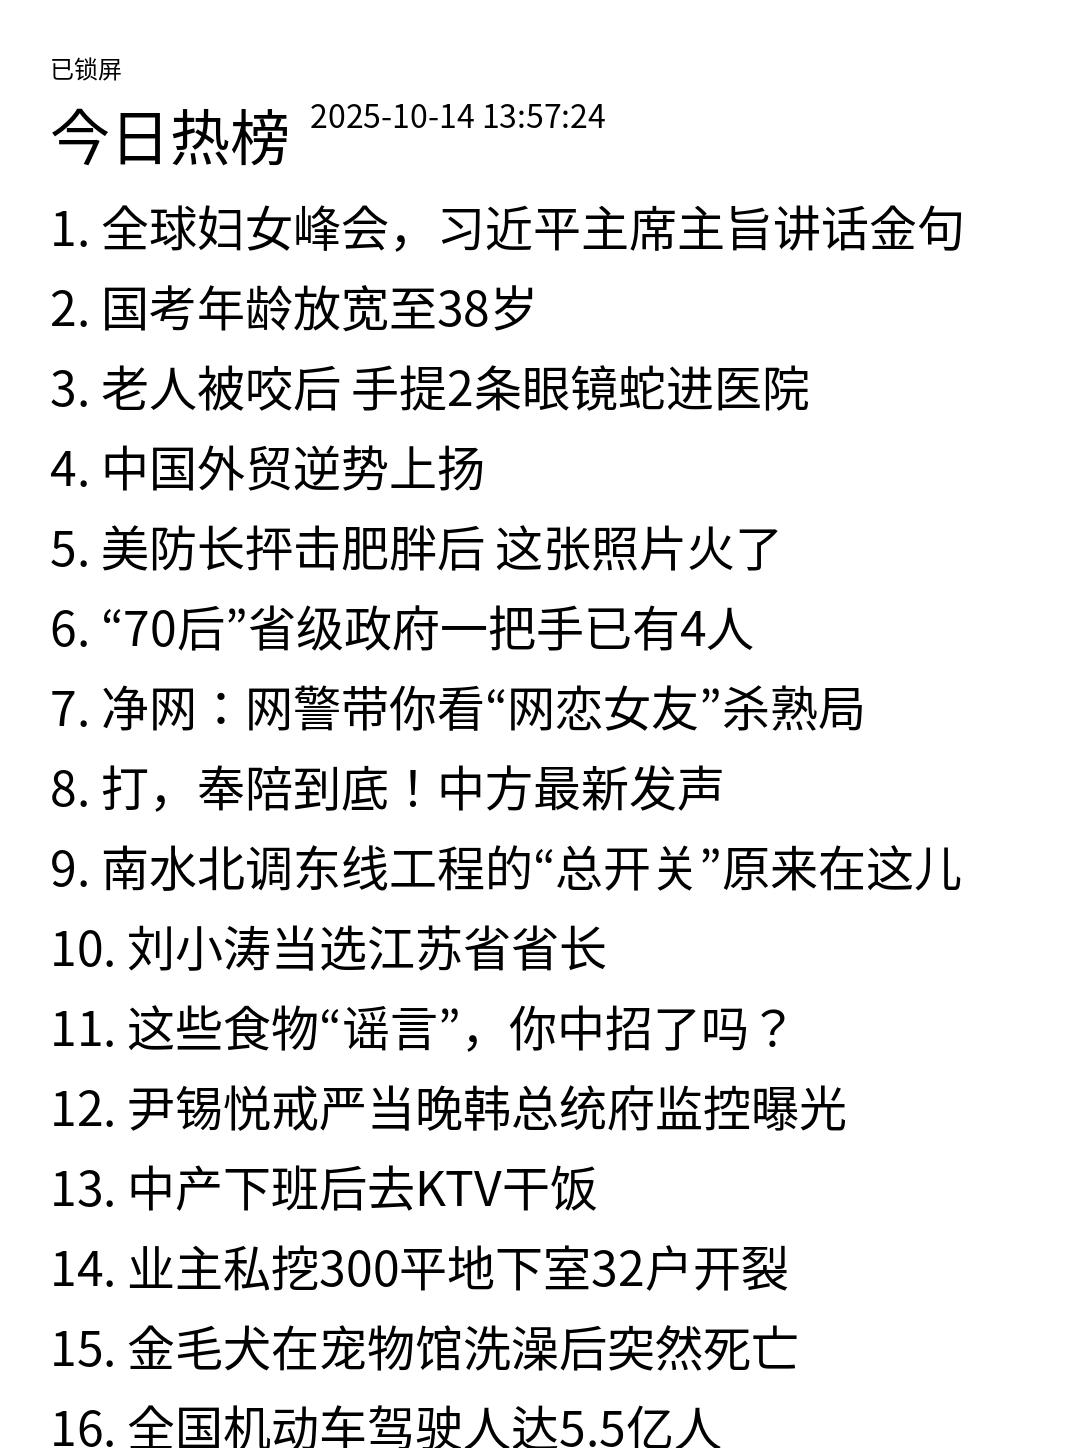 已锁屏
今日热榜 2025-10-14 13:57:24
1. 全球妇女峰会，习近平主席主旨讲话金句
2. 国考年龄放宽至38岁
3. 老人被咬后 手提2条眼镜蛇进医院
4. 中国外贸逆势上扬
5. 美防长抨击肥胖后 这张照片火了
6. “70后”省级政府一把手已有4人
7. 净网：网警带你看“网恋女友”杀熟局
8. 打，奉陪到底！中方最新发声
9. 南水北调东线工程的“总开关”原来在这儿
10. 刘小涛当选江苏省省长
11. 这些食物“谣言”，你中招了吗？
12. 尹锡悦戒严当晚韩总统府监控曝光
13. 中产下班后去KTV干饭
14. 业主私挖300平地下室32户开裂
15. 金毛犬在宠物馆洗澡后突然死亡
16. 全国机动车驾驶人达5.5亿人